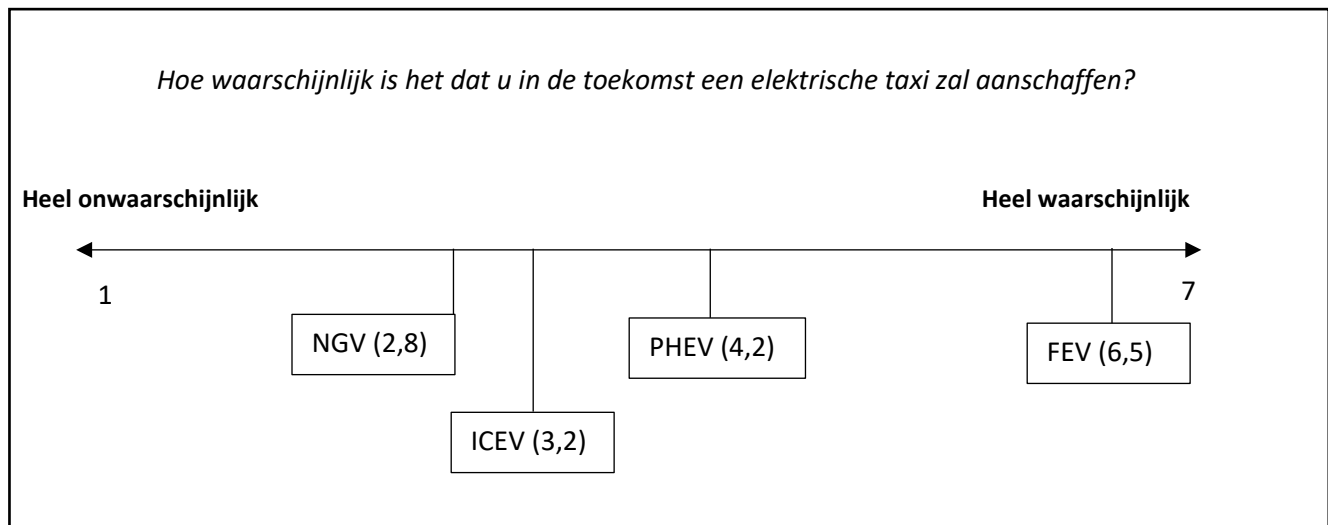 Hoe waarschijnlijk is het dat u in de toekomst een elektrische taxi zal aanschaffen?
Heel onwaarschijnlijk
Heel waarschijnlijk
1
7
NGV (2,8)
PHEV (4,2)
FEV (6,5)
ICEV (3,2)